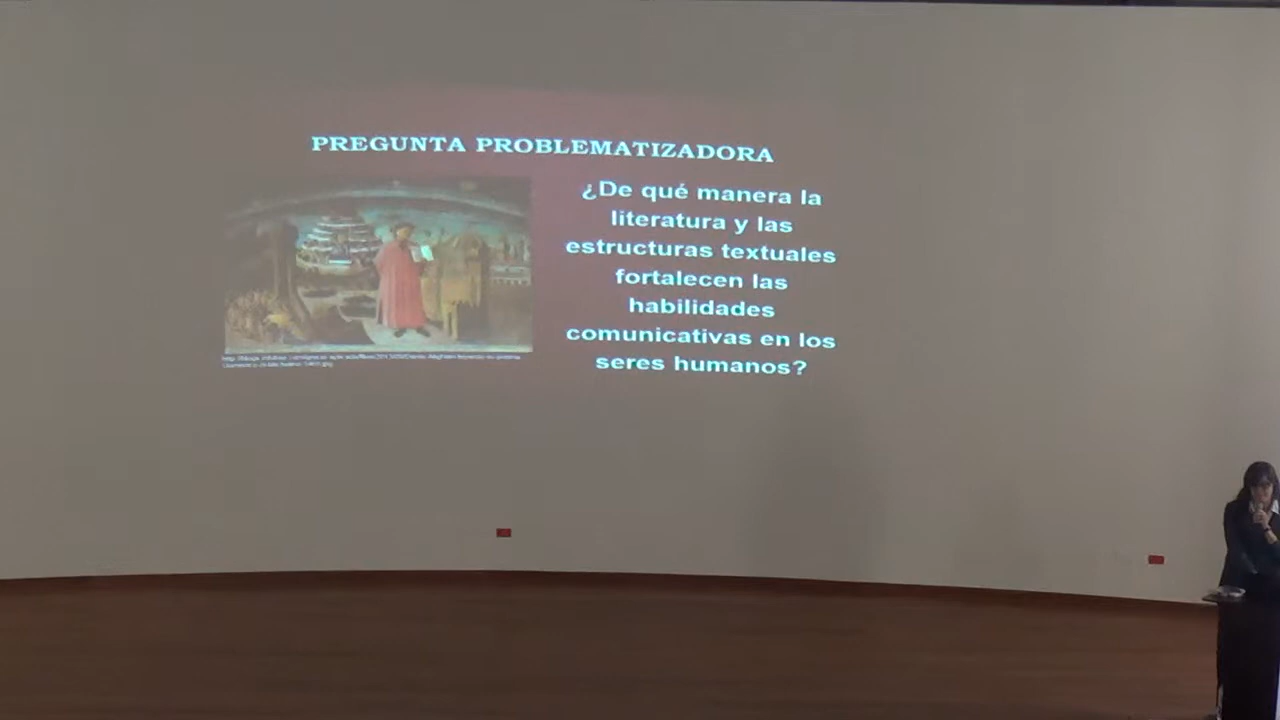 PREGUNTA PROBLEMATIZADORA
¿De qué manera la
literatura y las
estructuras textuales
fortalecen las
habilidades
comunicativas en los
seres humanos?